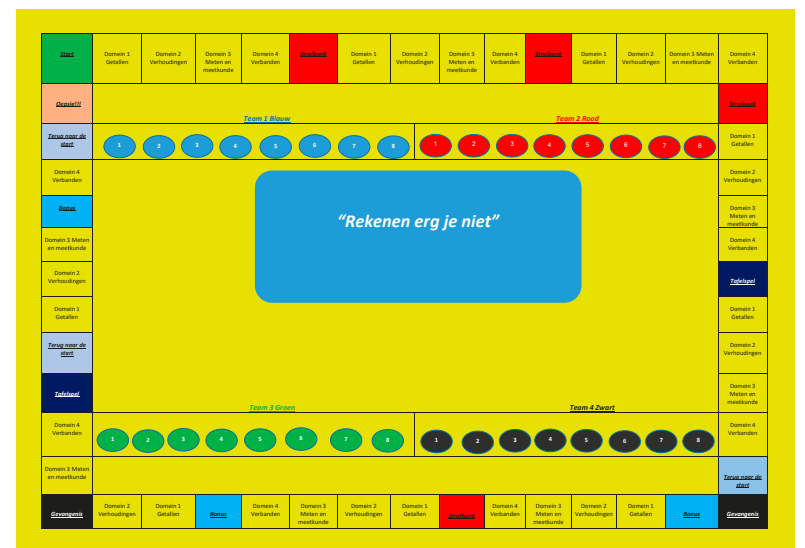 Start
Domein 1
Getallen
Domein 2
Verhoudingen
Domein 3
Meten en
meetkunde
Domein 4
Verbanden
Strafbank
Domein 1
Getallen
Domein 2
Verhoudingen
Domein 3
Meten en
meetkunde
Domein 4
Verbanden
Strafbank
Domein 1
Getallen
Domein 2
Verhoudingen
Domein 3 Meten
en meetkunde
Domein 4
Verbanden
Oepsie!!!
Team 1 Blauw
Team 2 Rood
Strafbank
Terug naar de
start
1 2 3 4 5 6 7 8
1 2 3 4 5 6 7 8
Domein 1
Getallen
Domein 4
Verbanden
Domein 2
Verhoudingen
Bonus
“Rekenen erg je niet”
Domein 3
Meten en
meetkunde
Domein 3 Meten
en meetkunde
Domein 4
Verbanden
Domein 2
Verhoudingen
Tafelspel
Domein 1
Getallen
Domein 1
Getallen
Terug naar de
start
Domein 2
Verhoudingen
Tafelspel
Domein 3
Meten en
meetkunde
Team 3 Groen
Team 4 Zwart
Domein 4
Verbanden
1 2 3 4 5 6 7 8
1 2 3 4 5 6 7 8
Domein 4
Verbanden
Domein 3 Meten
en meetkunde
Terug naar de
start
Gevangenis
Domein 2
Verhoudingen
Domein 1
Getallen
Bonus
Domein 4
Verbanden
Domein 3
Meten en
meetkunde
Domein 2
Verhoudingen
Domein 1
Getallen
Strafbank
Domein 4
Verbanden
Domein 3
Meten en
meetkunde
Domein 2
Verhoudingen
Domein 1
Getallen
Bonus
Gevangenis